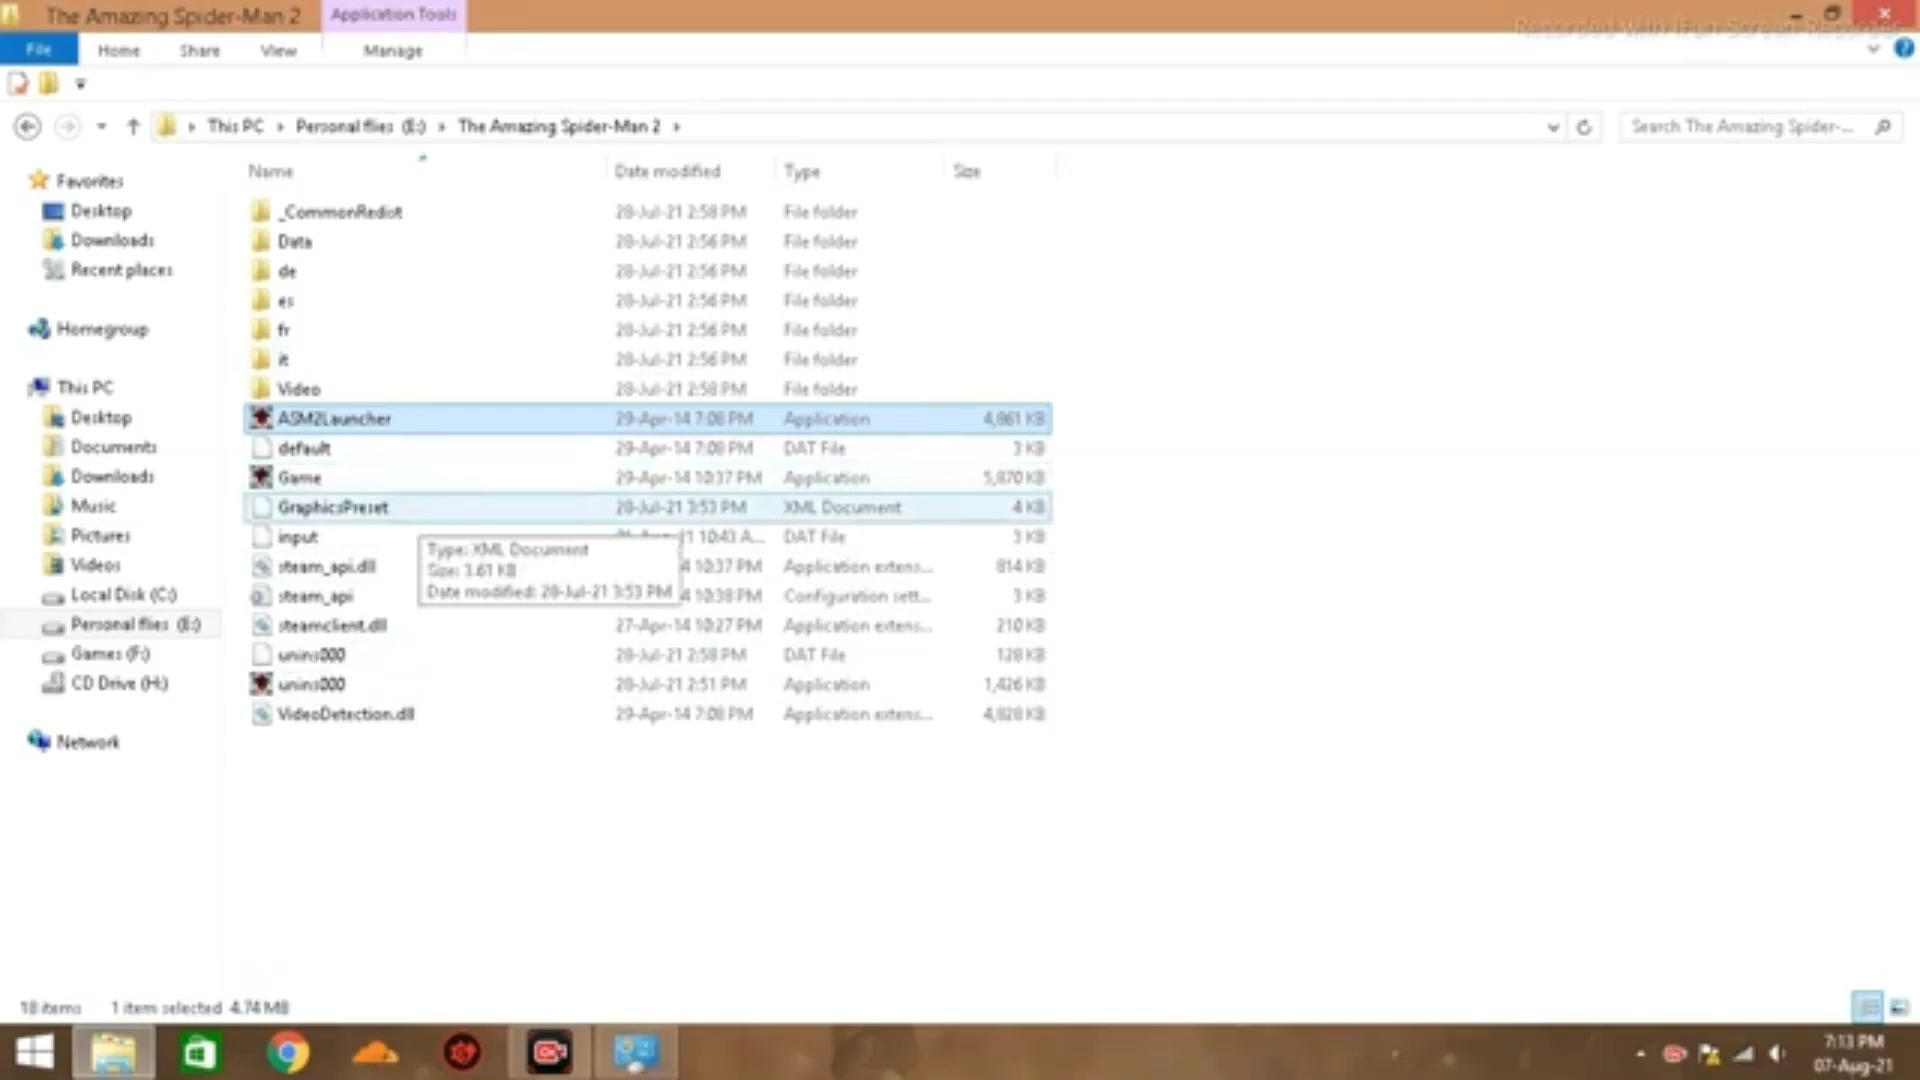 The Amazing Spider-Man 2
Application Tools
Recorded with iFun Screen Recorder
File
Home
Share
View
Manage
This PC
Personal flies (E:)
The Amazing Spider-Man 2
Search The Amazing Spider-...
Name
Date modified
Type
Size
Favorites
Desktop
Downloads
Recent places
Homegroup
This PC
Desktop
Documents
Downloads
Music
Pictures
Videos
Local Disk (C:)
Personal flies (E:)
Games (F:)
CD Drive (H:)
Network
_CommonRedist 28-Jul-21 2:58 PM File folder
Data 28-Jul-21 2:56 PM File folder
de 28-Jul-21 2:56 PM File folder
es 28-Jul-21 2:56 PM File folder
fr 28-Jul-21 2:56 PM File folder
it 28-Jul-21 2:56 PM File folder
Video 28-Jul-21 2:58 PM File folder
ASM2Launcher 29-Apr-14 7:08 PM Application 4,861 KB
default 29-Apr-14 7:08 PM DAT File 3 KB
Game 29-Apr-14 10:37 PM Application 5,870 KB
GraphicsPreset 28-Jul-21 3:53 PM XML Document 4 KB
input 10:43 A... DAT File 3 KB
steam_api.dll 10:37 PM Application extens... 814 KB
steam_api 10:38 PM Configuration sett... 3 KB
steamclient.dll 27-Apr-14 10:27 PM Application extens... 210 KB
unins000 28-Jul-21 2:58 PM DAT File 128 KB
unins000 28-Jul-21 2:51 PM Application 1,426 KB
VideoDetection.dll 29-Apr-14 7:08 PM Application extens... 4,828 KB
Type: XML Document
Size: 3.61 KB
Date modified: 28-Jul-21 3:53 PM
18 items
1 item selected 4.74 MB
7:13 PM
07-Aug-21